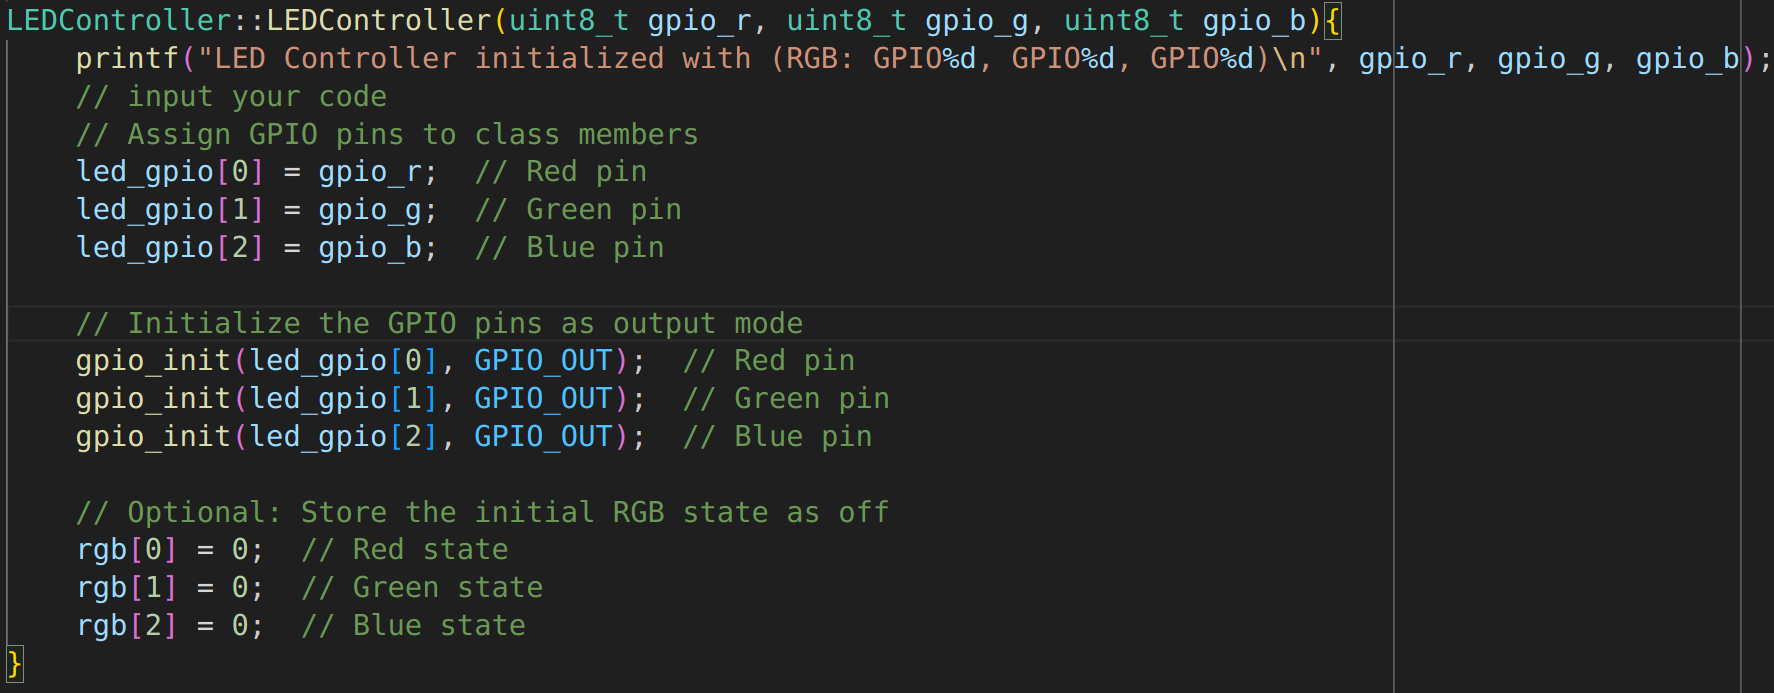 LEDController::LEDController(uint8_t gpio_r, uint8_t gpio_g, uint8_t gpio_b){
    printf("LED Controller initialized with (RGB: GPIO%d, GPIO%d, GPIO%d)\n", gpio_r, gpio_g, gpio_b);
    // input your code
    // Assign GPIO pins to class members
    led_gpio[0] = gpio_r;  // Red pin
    led_gpio[1] = gpio_g;  // Green pin
    led_gpio[2] = gpio_b;  // Blue pin

    // Initialize the GPIO pins as output mode
    gpio_init(led_gpio[0], GPIO_OUT);  // Red pin
    gpio_init(led_gpio[1], GPIO_OUT);  // Green pin
    gpio_init(led_gpio[2], GPIO_OUT);  // Blue pin

    // Optional: Store the initial RGB state as off
    rgb[0] = 0;  // Red state
    rgb[1] = 0;  // Green state
    rgb[2] = 0;  // Blue state
}